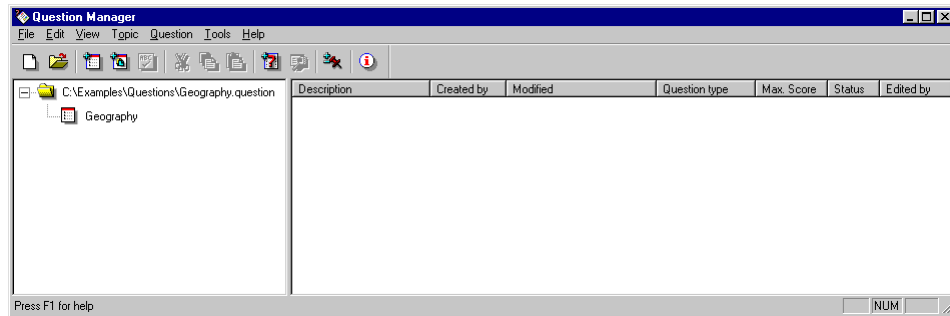 Question Manager
File Edit View Topic Question Tools Help
ABC
C:\Examples\Questions\Geography.question
Geography
Description Created by Modified Question type Max. Score Status Edited by
Press F1 for help
NUM